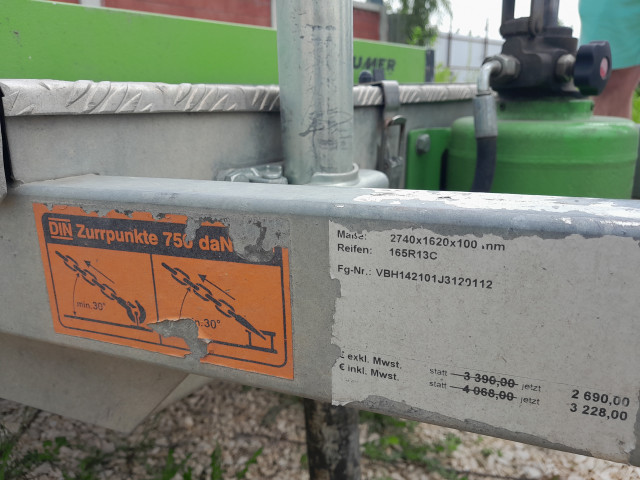 UMER
DIN Zurrpunkte 750 daN
min.30°
min.30°
Maße: 2740x1620x100 mm
Reifen: 165R13C
Fg-Nr.: VBH142101J3120112
€ exkl. Mwst. statt 3 390,00 jetzt 2 690,00
€ inkl. Mwst. statt 4 068,00 jetzt 3 228,00